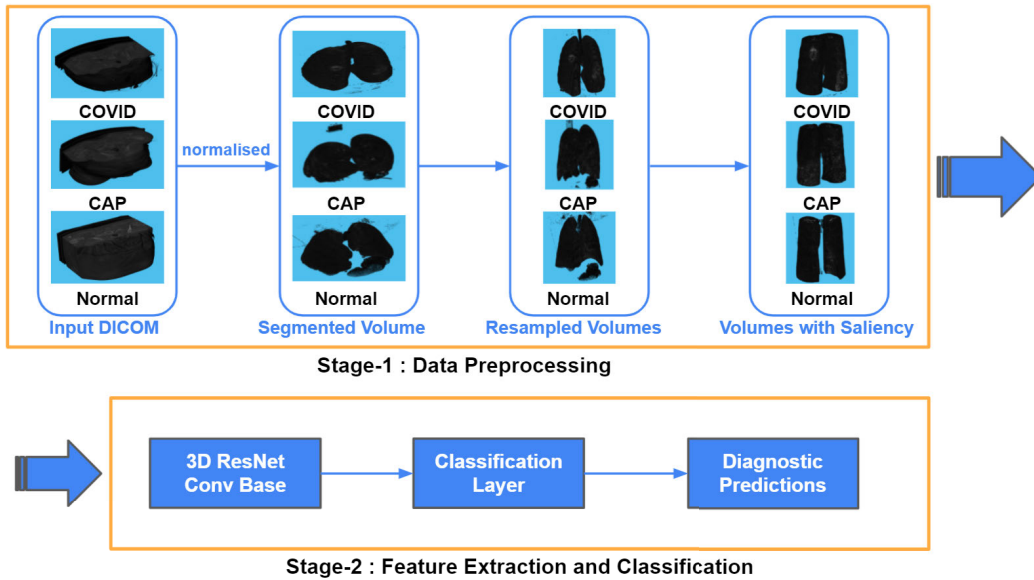 COVID
CAP
Normal
Input DICOM
normalised
COVID
CAP
Normal
Segmented Volume
COVID
CAP
Normal
Resampled Volumes
COVID
CAP
Normal
Volumes with Saliency
Stage-1 : Data Preprocessing
3D ResNet
Conv Base
Classification
Layer
Diagnostic
Predictions
Stage-2 : Feature Extraction and Classification